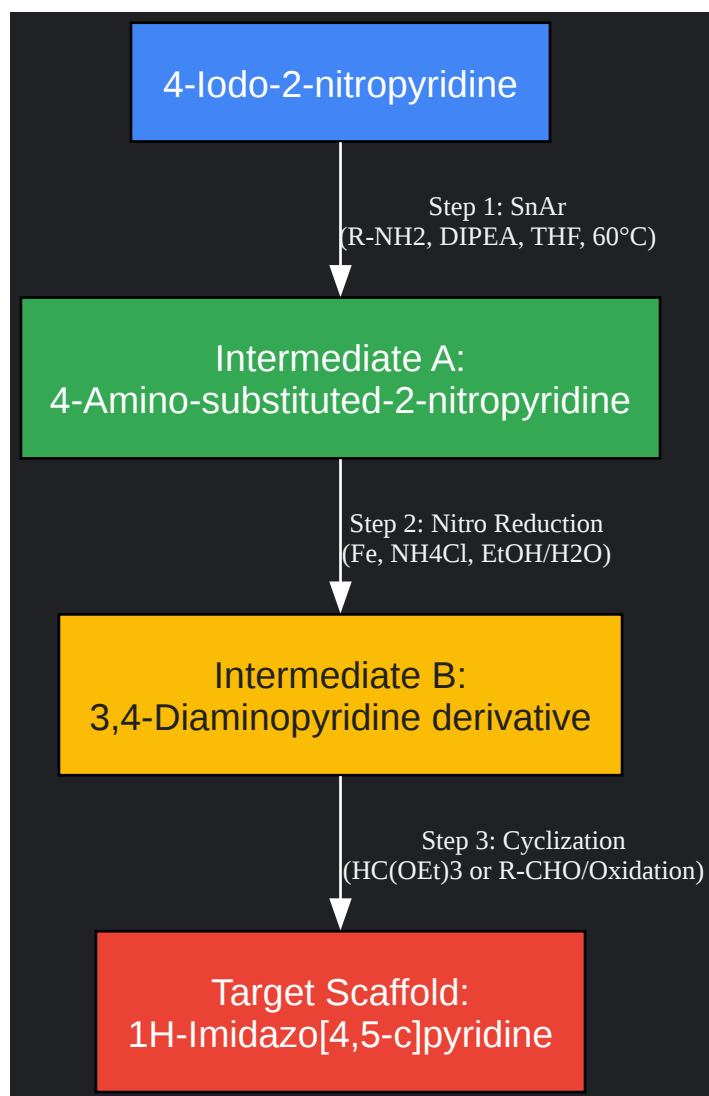 4-Iodo-2-nitropyridine
Step 1: SnAr
(R-NH2, DIPEA, THF, 60°C)
Intermediate A:
4-Amino-substituted-2-nitropyridine
Step 2: Nitro Reduction
(Fe, NH4Cl, EtOH/H2O)
Intermediate B:
3,4-Diaminopyridine derivative
Step 3: Cyclization
(HC(OEt)3 or R-CHO/Oxidation)
Target Scaffold:
1H-Imidazo[4,5-c]pyridine